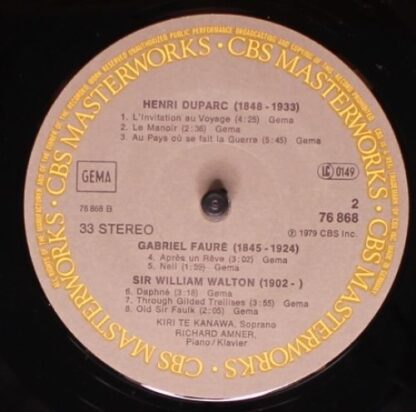 CBS MASTERWORKS · CBS MASTERWORKS · CBS MASTERWORKS · CBS MASTERWORKS ·
HENRI DUPARC (1848-1933)
1. L'Invitation au Voyage (4:25) Gema
2. Le Manoir (2:36) Gema
3. Au Pays où se fait la Guerra (5:45) Gema
GEMA
LC 0149
76 868 B
2
76 868
33 STEREO
℗ 1979 CBS Inc.
GABRIEL FAURÉ (1845-1924)
4. Après un Rêve (3:02) Gema
5. Nell (1:59) Gema
SIR WILLIAM WALTON (1902- )
6. Daphné (3:18) Gema
7. Through Gilded Trellises (3:55) Gema
8. Old Sir Faulk (2:05) Gema
KIRI TE KANAWA, Soprano
RICHARD AMNER,
Piano/Klavier